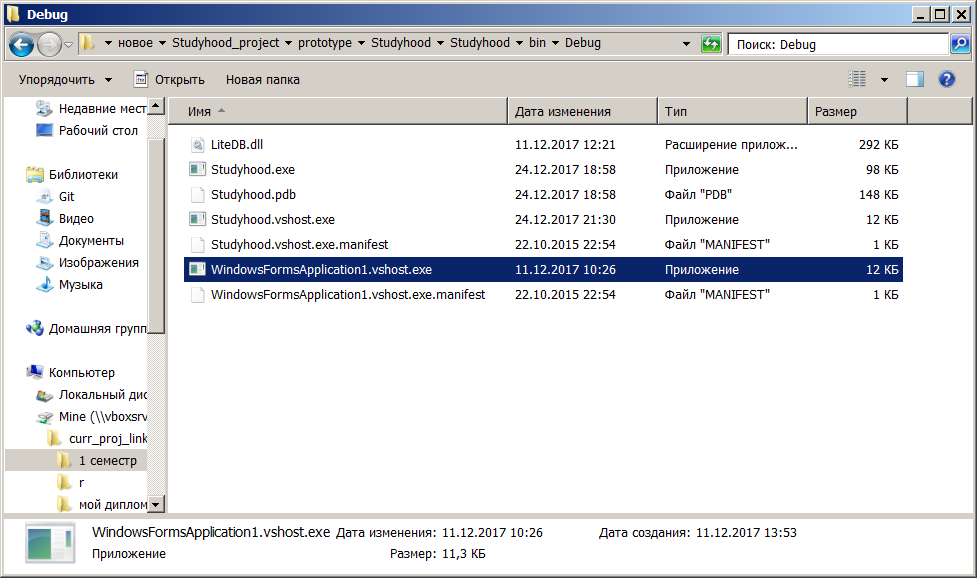 Debug
новое Studyhood_project prototype Studyhood Studyhood bin Debug Поиск: Debug
Упорядочить Открыть Новая папка
Имя Дата изменения Тип Размер
LiteDB.dll 11.12.2017 12:21 Расширение прилож... 292 КБ
Studyhood.exe 24.12.2017 18:58 Приложение 98 КБ
Studyhood.pdb 24.12.2017 18:58 Файл "PDB" 148 КБ
Studyhood.vshost.exe 24.12.2017 21:30 Приложение 12 КБ
Studyhood.vshost.exe.manifest 22.10.2015 22:54 Файл "MANIFEST" 1 КБ
WindowsFormsApplication1.vshost.exe 11.12.2017 10:26 Приложение 12 КБ
WindowsFormsApplication1.vshost.exe.manifest 22.10.2015 22:54 Файл "MANIFEST" 1 КБ
Недавние мест
Рабочий стол
Библиотеки
Git
Видео
Документы
Изображения
Музыка
Домашняя групп
Компьютер
Локальный дис
Mine (\\vboxsrv
curr_proj_link
1 семестр
r
мой диплом
WindowsFormsApplication1.vshost.exe Дата изменения: 11.12.2017 10:26 Дата создания: 11.12.2017 13:53
Приложение Размер: 11,3 КБ